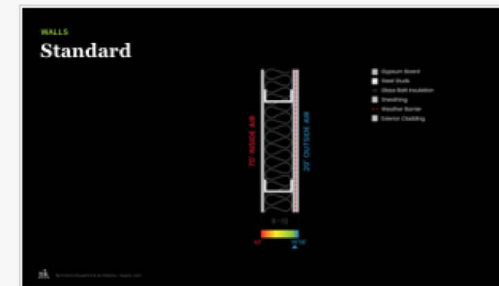 WALLS
Standard
70° INSIDE AIR
20° OUTSIDE AIR
Gypsum Board
Steel Studs
Glass Batt Insulation
Sheathing
Weather Barrier
Exterior Cladding